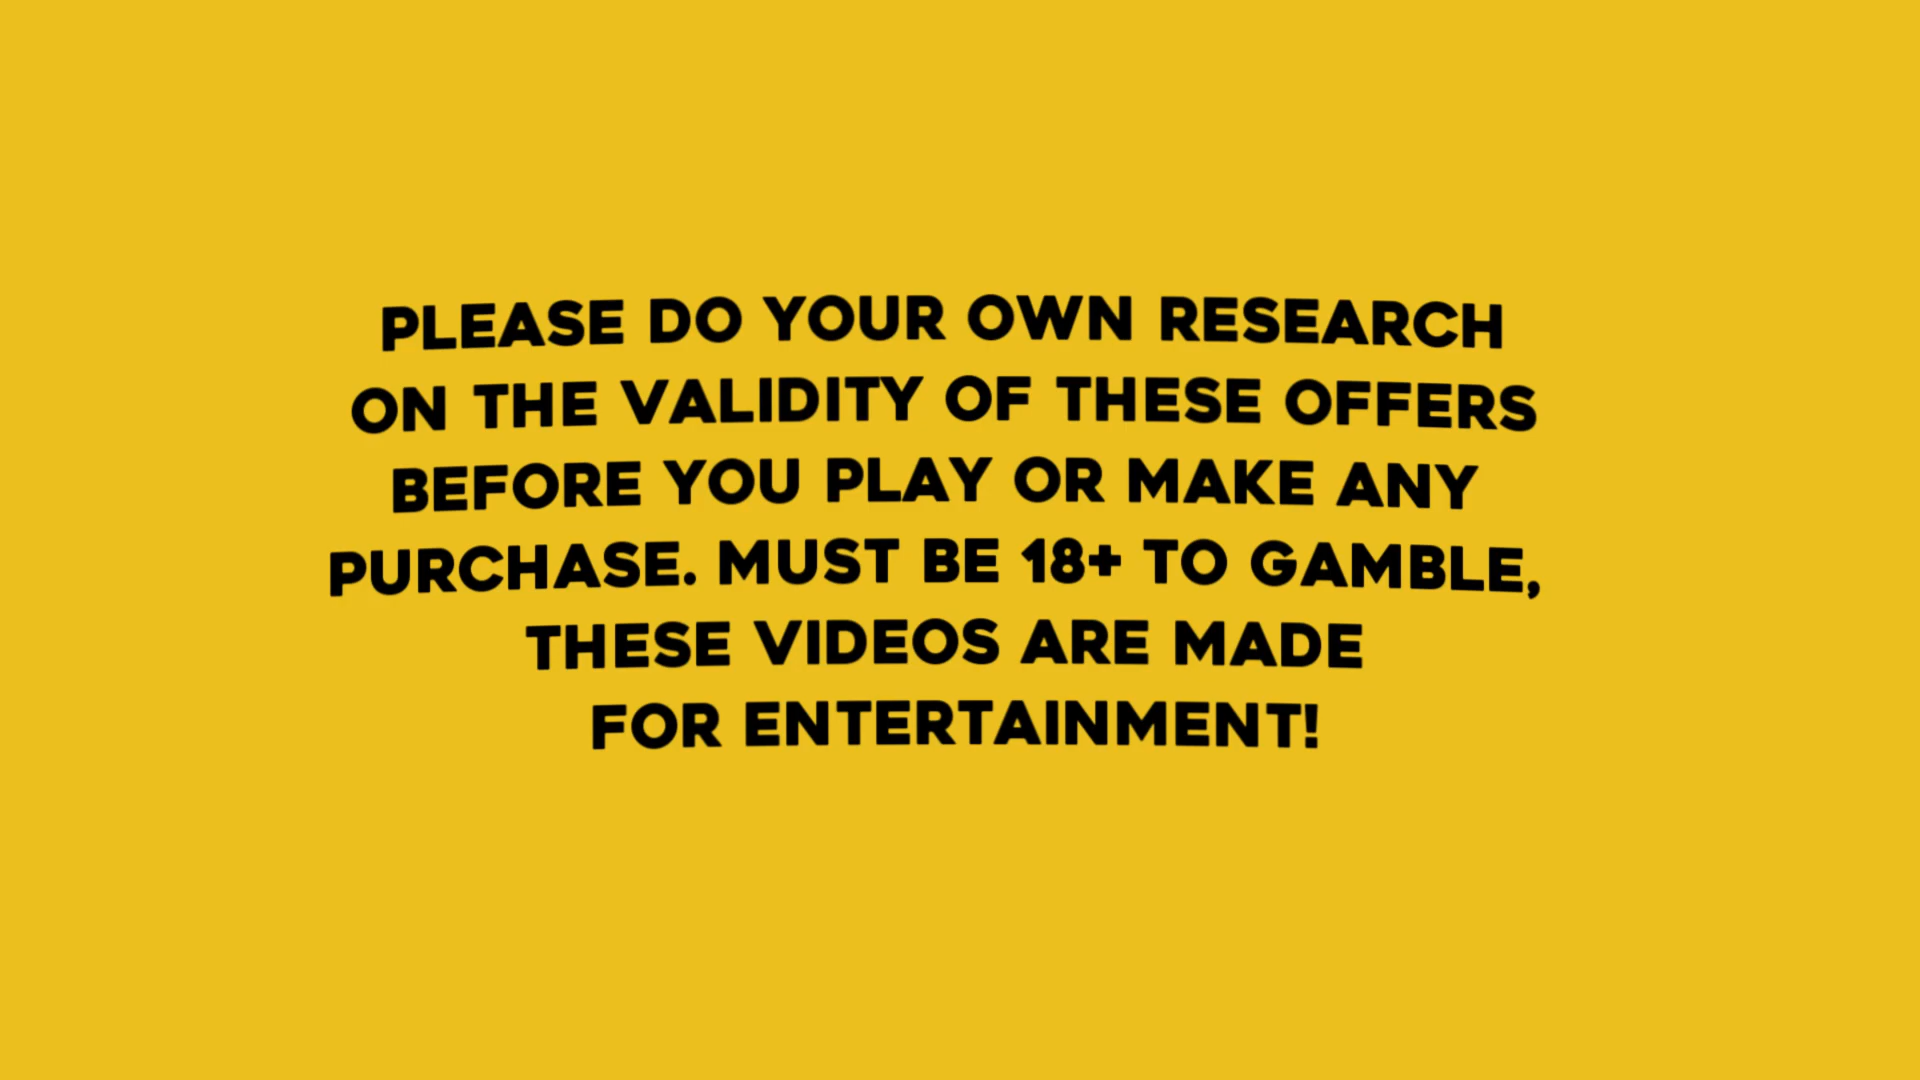 PLEASE DO YOUR OWN RESEARCH
ON THE VALIDITY OF THESE OFFERS
BEFORE YOU PLAY OR MAKE ANY
PURCHASE. MUST BE 18+ TO GAMBLE,
THESE VIDEOS ARE MADE
FOR ENTERTAINMENT!